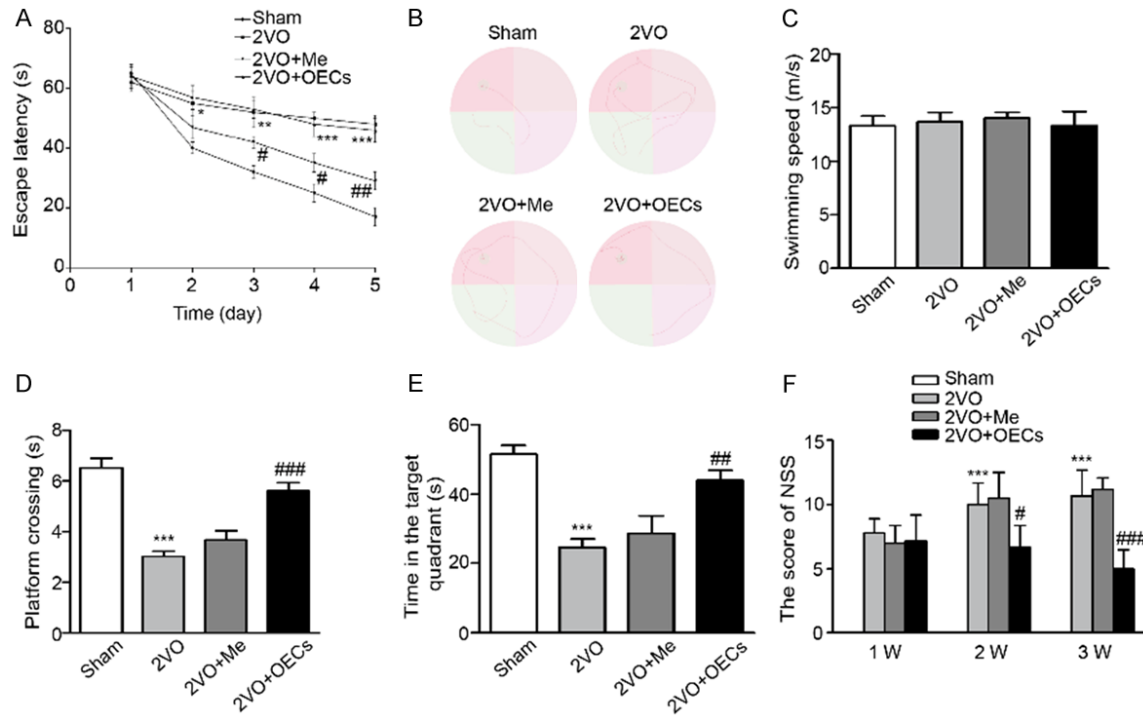 A
Sham
2VO
2VO+Me
2VO+OECs
Escape latency (s)
80
60
40
20
0
*
**
***
***
#
#
##
0
1
2
3
4
5
Time (day)
B
Sham
2VO
2VO+Me
2VO+OECs
C
Swimming speed (m/s)
20
15
10
5
0
Sham
2VO
2VO+Me
2VO+OECs
D
Platform crossing (s)
8
6
4
2
0
***
###
Sham
2VO
2VO+Me
2VO+OECs
E
Time in the target
quadrant (s)
60
40
20
0
***
##
Sham
2VO
2VO+Me
2VO+OECs
F
Sham
2VO
2VO+Me
2VO+OECs
The score of NSS
15
10
5
0
***
#
***
###
1 W
2 W
3 W